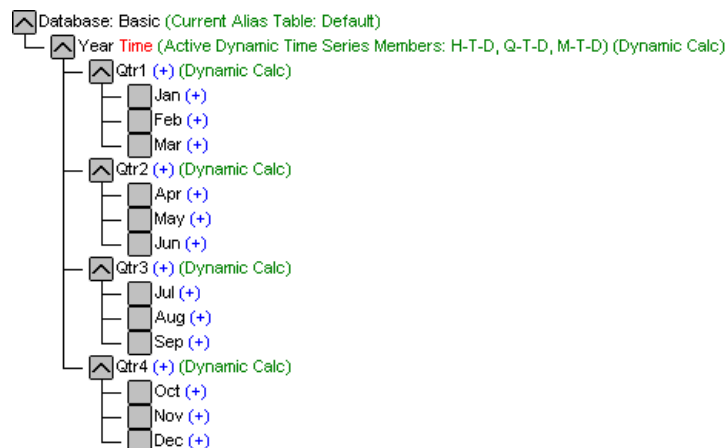 Database: Basic (Current Alias Table: Default)
Year Time (Active Dynamic Time Series Members: H-T-D, Q-T-D, M-T-D) (Dynamic Calc)
Qtr1 (+) (Dynamic Calc)
Jan (+)
Feb (+)
Mar (+)
Qtr2 (+) (Dynamic Calc)
Apr (+)
May (+)
Jun (+)
Qtr3 (+) (Dynamic Calc)
Jul (+)
Aug (+)
Sep (+)
Qtr4 (+) (Dynamic Calc)
Oct (+)
Nov (+)
Dec (+)